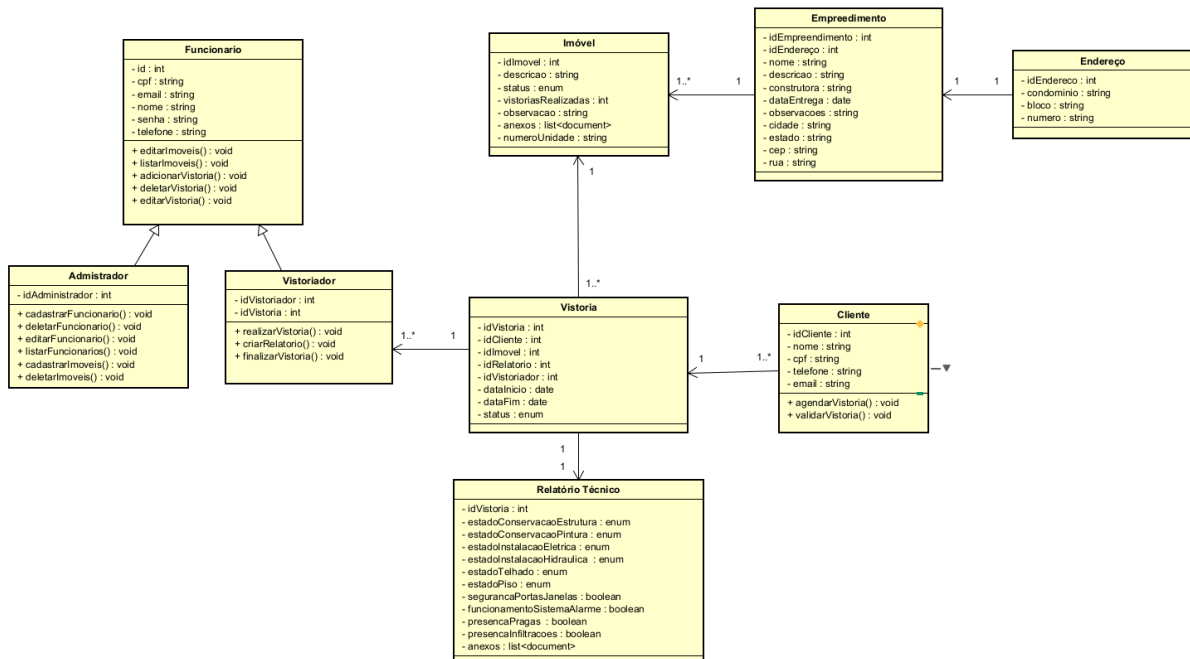 Funcionario
- id : int
- cpf : string
- email : string
- nome : string
- senha : string
- telefone : string
+ editarImoveis() : void
+ listarImoveis() : void
+ adicionarVistoria() : void
+ deletarVistoria() : void
+ editarVistoria() : void
Imóvel
- idImovel : int
- descricao : string
- status : enum
- vistoriasRealizadas : int
- observacao : string
- anexos : list<document>
- numeroUnidade : string
1..*
1
Empreedimento
- idEmpreendimento : int
- idEndereço : int
- nome : string
- descricao : string
- construtora : string
- dataEntrega : date
- observacoes : string
- cidade : string
- estado : string
- cep : string
- rua : string
1
1
Endereço
- idEndereco : int
- condominio : string
- bloco : string
- numero : string
1
1..*
Admistrador
- idAdministrador : int
+ cadastrarFuncionario() : void
+ deletarFuncionario() : void
+ editarFuncionario() : void
+ listarFuncionarios() : void
+ cadastrarImoveis() : void
+ deletarImoveis() : void
Vistoriador
- idVistoriador : int
- idVistoria : int
+ realizarVistoria() : void
+ criarRelatorio() : void
+ finalizarVistoria() : void
1..*
1
Vistoria
- idVistoria : int
- idCliente : int
- idImovel : int
- idRelatorio : int
- idVistoriador : int
- dataInicio : date
- dataFim : date
- status : enum
1
1..*
Cliente
- idCliente : int
- nome : string
- cpf : string
- telefone : string
- email : string
+ agendarVistoria() : void
+ validarVistoria() : void
1
1
Relatório Técnico
- idVistoria : int
- estadoConservacaoEstrutura : enum
- estadoConservacaoPintura : enum
- estadoInstalacaoEletrica : enum
- estadoInstalacaoHidraulica : enum
- estadoTelhado : enum
- estadoPiso : enum
- segurancaPortasJanelas : boolean
- funcionamentoSistemaAlarme : boolean
- presencaPragas : boolean
- presencaInfiltracoes : boolean
- anexos : list<document>